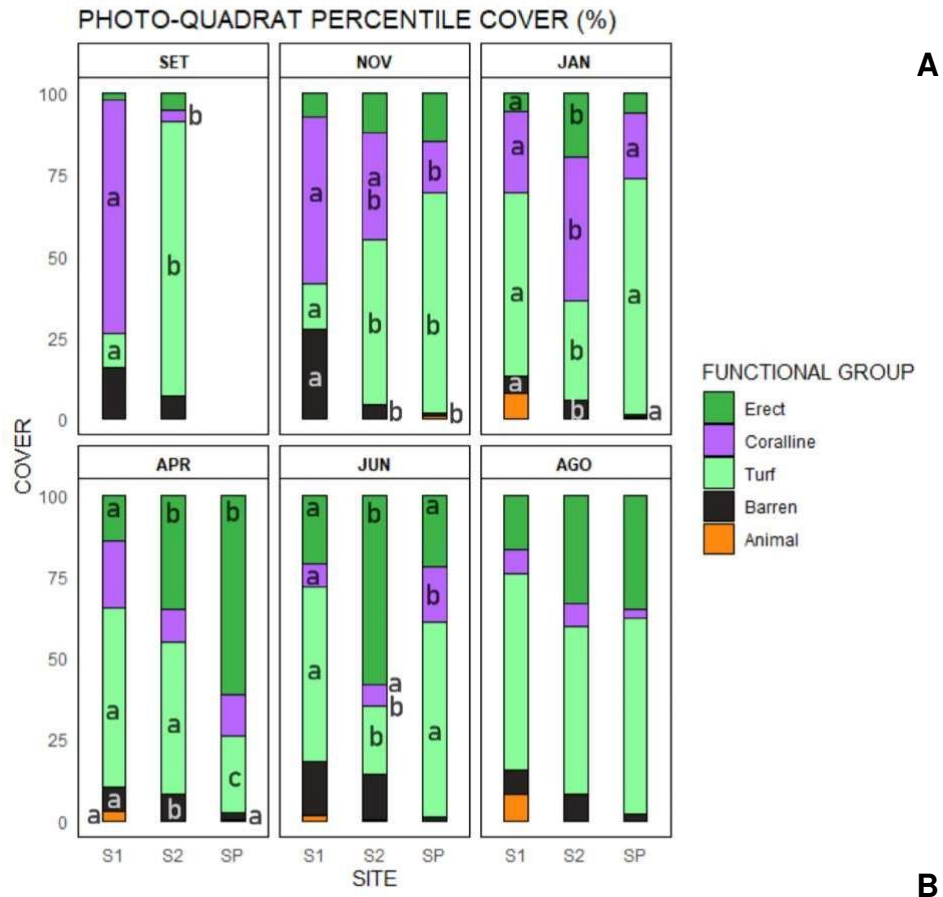 PHOTO-QUADRAT PERCENTILE COVER (%)
A
SET
NOV
JAN
100
75
50
25
0
a
a
b
b
a
a
a
a
b
b
b
b
b
b
a
a
a
a
b
b
b
b
a
a
a
COVER
APR
JUN
AGO
100
75
50
25
0
a
a
a
a
b
a
b
b
c
a
a
a
a
b
a
b
b
a
b
a
S1 S2 SP
S1 S2 SP
S1 S2 SP
SITE
FUNCTIONAL GROUP
Erect
Coralline
Turf
Barren
Animal
B